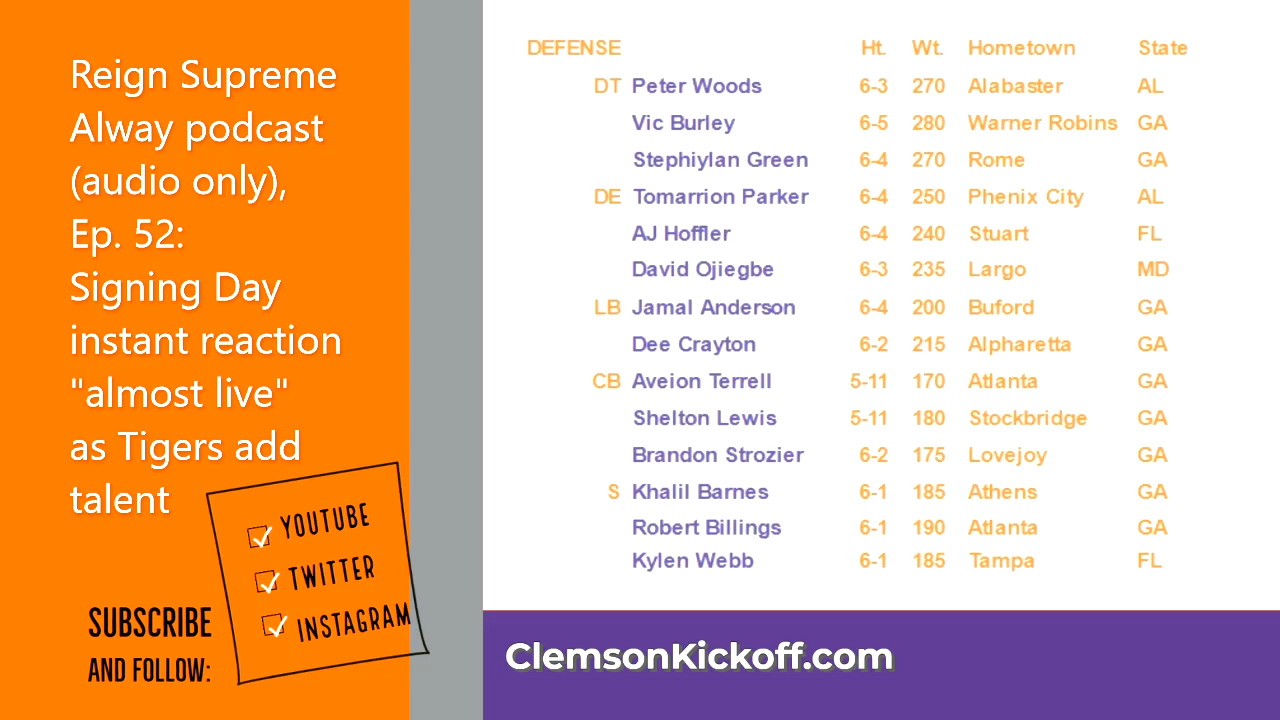 Reign Supreme
Alway podcast
(audio only),
Ep. 52:
Signing Day
instant reaction
"almost live"
as Tigers add
talent
YOUTUBE
TWITTER
INSTAGRAM
SUBSCRIBE
AND FOLLOW:
DEFENSE Ht. Wt. Hometown State
DT Peter Woods 6-3 270 Alabaster AL
Vic Burley 6-5 280 Warner Robins GA
Stephiylan Green 6-4 270 Rome GA
DE Tomarrion Parker 6-4 250 Phenix City AL
AJ Hoffler 6-4 240 Stuart FL
David Ojiegbe 6-3 235 Largo MD
LB Jamal Anderson 6-4 200 Buford GA
Dee Crayton 6-2 215 Alpharetta GA
CB Aveion Terrell 5-11 170 Atlanta GA
Shelton Lewis 5-11 180 Stockbridge GA
Brandon Strozier 6-2 175 Lovejoy GA
S Khalil Barnes 6-1 185 Athens GA
Robert Billings 6-1 190 Atlanta GA
Kylen Webb 6-1 185 Tampa FL
ClemsonKickoff.com